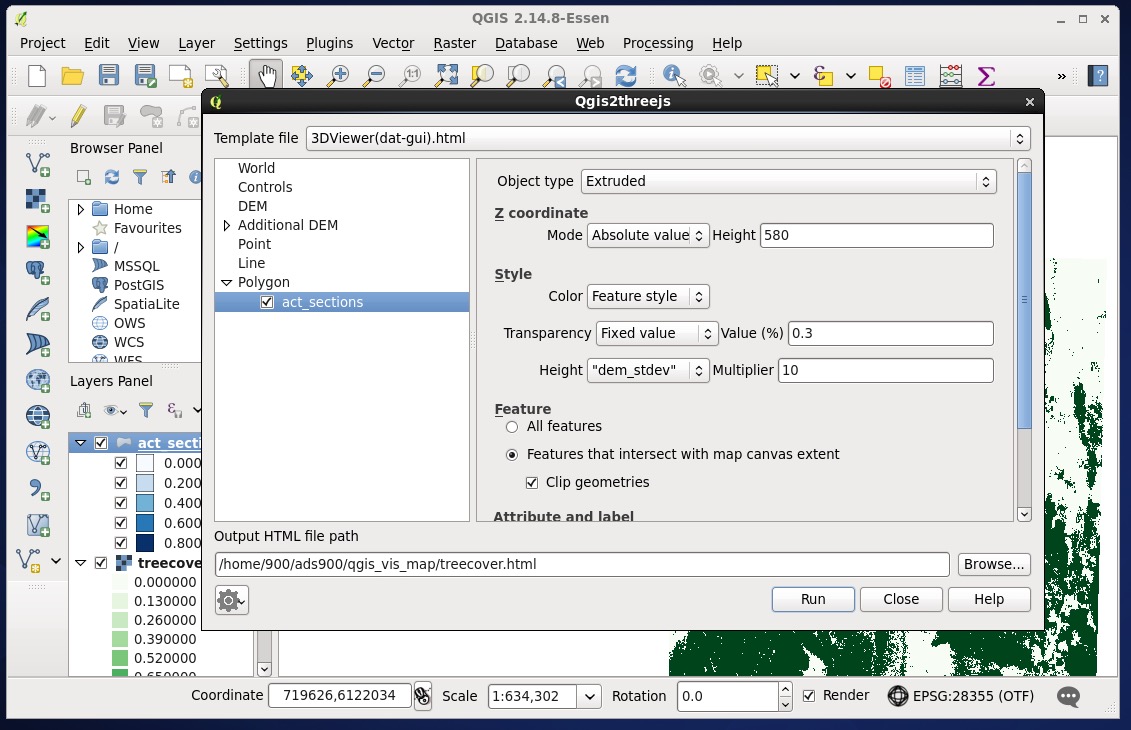 QGIS 2.14.8-Essen
Project Edit View Layer Settings Plugins Vector Raster Database Web Processing Help
1:1
»
?
Qgis2threejs
Template file 3DViewer(dat-gui).html
World
Controls
DEM
Additional DEM
Point
Line
Polygon
act_sections
Object type Extruded
Z coordinate
Mode Absolute value Height 580
Style
Color Feature style
Transparency Fixed value Value (%) 0.3
Height "dem_stdev" Multiplier 10
Feature
All features
Features that intersect with map canvas extent
Clip geometries
Attribute and label
Output HTML file path
/home/900/ads900/qgis_vis_map/treecover.html Browse...
Run Close Help
Browser Panel
Home
Favourites
/
MSSQL
PostGIS
SpatiaLite
OWS
WCS
WFS
Layers Panel
act_secti
0.000
0.200
0.400
0.600
0.800
treecove
0.000000
0.130000
0.260000
0.390000
0.520000
0.650000
Coordinate 719626,6122034 Scale 1:634,302 Rotation 0.0 Render EPSG:28355 (OTF)